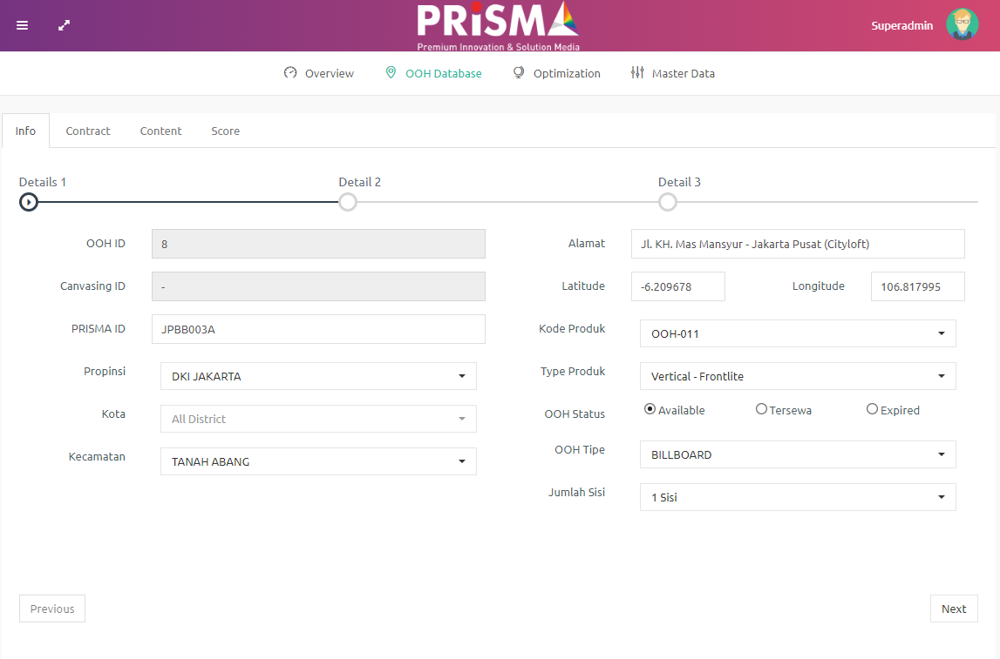 PRiSMA
Premium Innovation & Solution Media
Superadmin
Overview
OOH Database
Optimization
Master Data
Info
Contract
Content
Score
Details 1
Detail 2
Detail 3
OOH ID
8
Canvasing ID
-
PRISMA ID
JPBB003A
Propinsi
DKI JAKARTA
Kota
All District
Kecamatan
TANAH ABANG
Alamat
Jl. KH. Mas Mansyur - Jakarta Pusat (Cityloft)
Latitude
-6.209678
Longitude
106.817995
Kode Produk
OOH-011
Type Produk
Vertical - Frontlite
OOH Status
Available
Tersewa
Expired
OOH Tipe
BILLBOARD
Jumlah Sisi
1 Sisi
Previous
Next